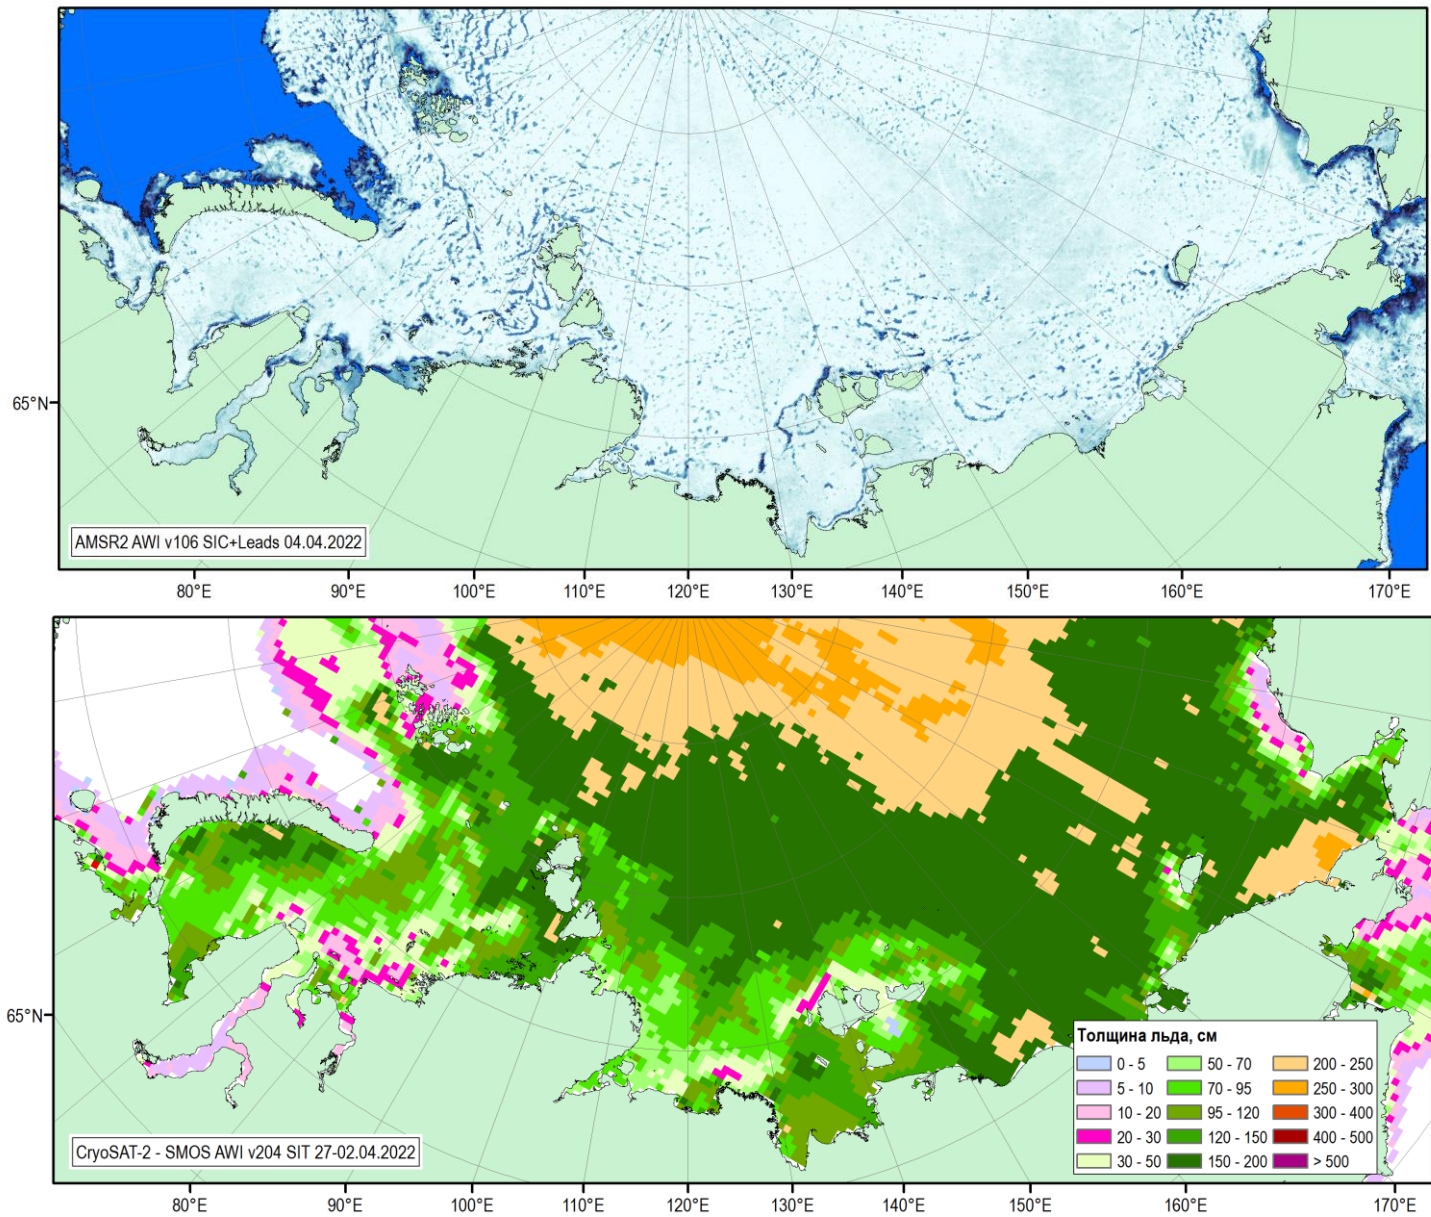 65°N
AMSR2 AWI v106 SIC+Leads 04.04.2022
80°E 90°E 100°E 110°E 120°E 130°E 140°E 150°E 160°E 170°E
65°N
Толщина льда, см
0 - 5 50 - 70 200 - 250
5 - 10 70 - 95 250 - 300
10 - 20 95 - 120 300 - 400
20 - 30 120 - 150 400 - 500
30 - 50 150 - 200 > 500
CryoSAT-2 - SMOS AWI v204 SIT 27-02.04.2022
80°E 90°E 100°E 110°E 120°E 130°E 140°E 150°E 160°E 170°E